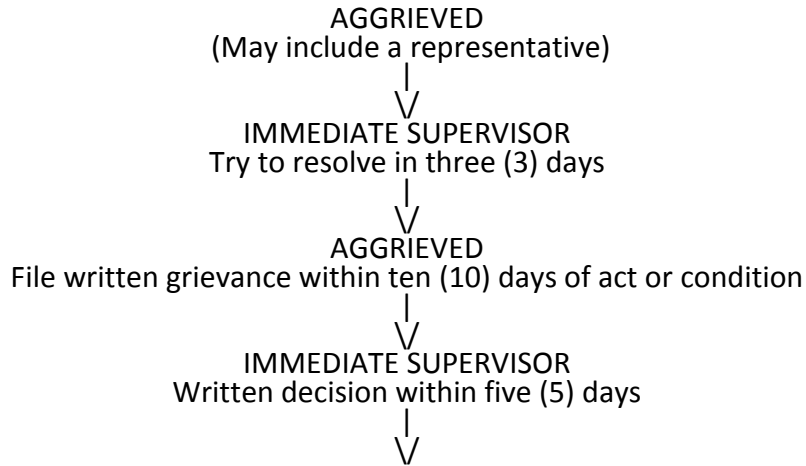 AGGRIEVED
(May include a representative)
|
\/
IMMEDIATE SUPERVISOR
Try to resolve in three (3) days
|
\/
AGGRIEVED
File written grievance within ten (10) days of act or condition
|
\/
IMMEDIATE SUPERVISOR
Written decision within five (5) days
|
\/